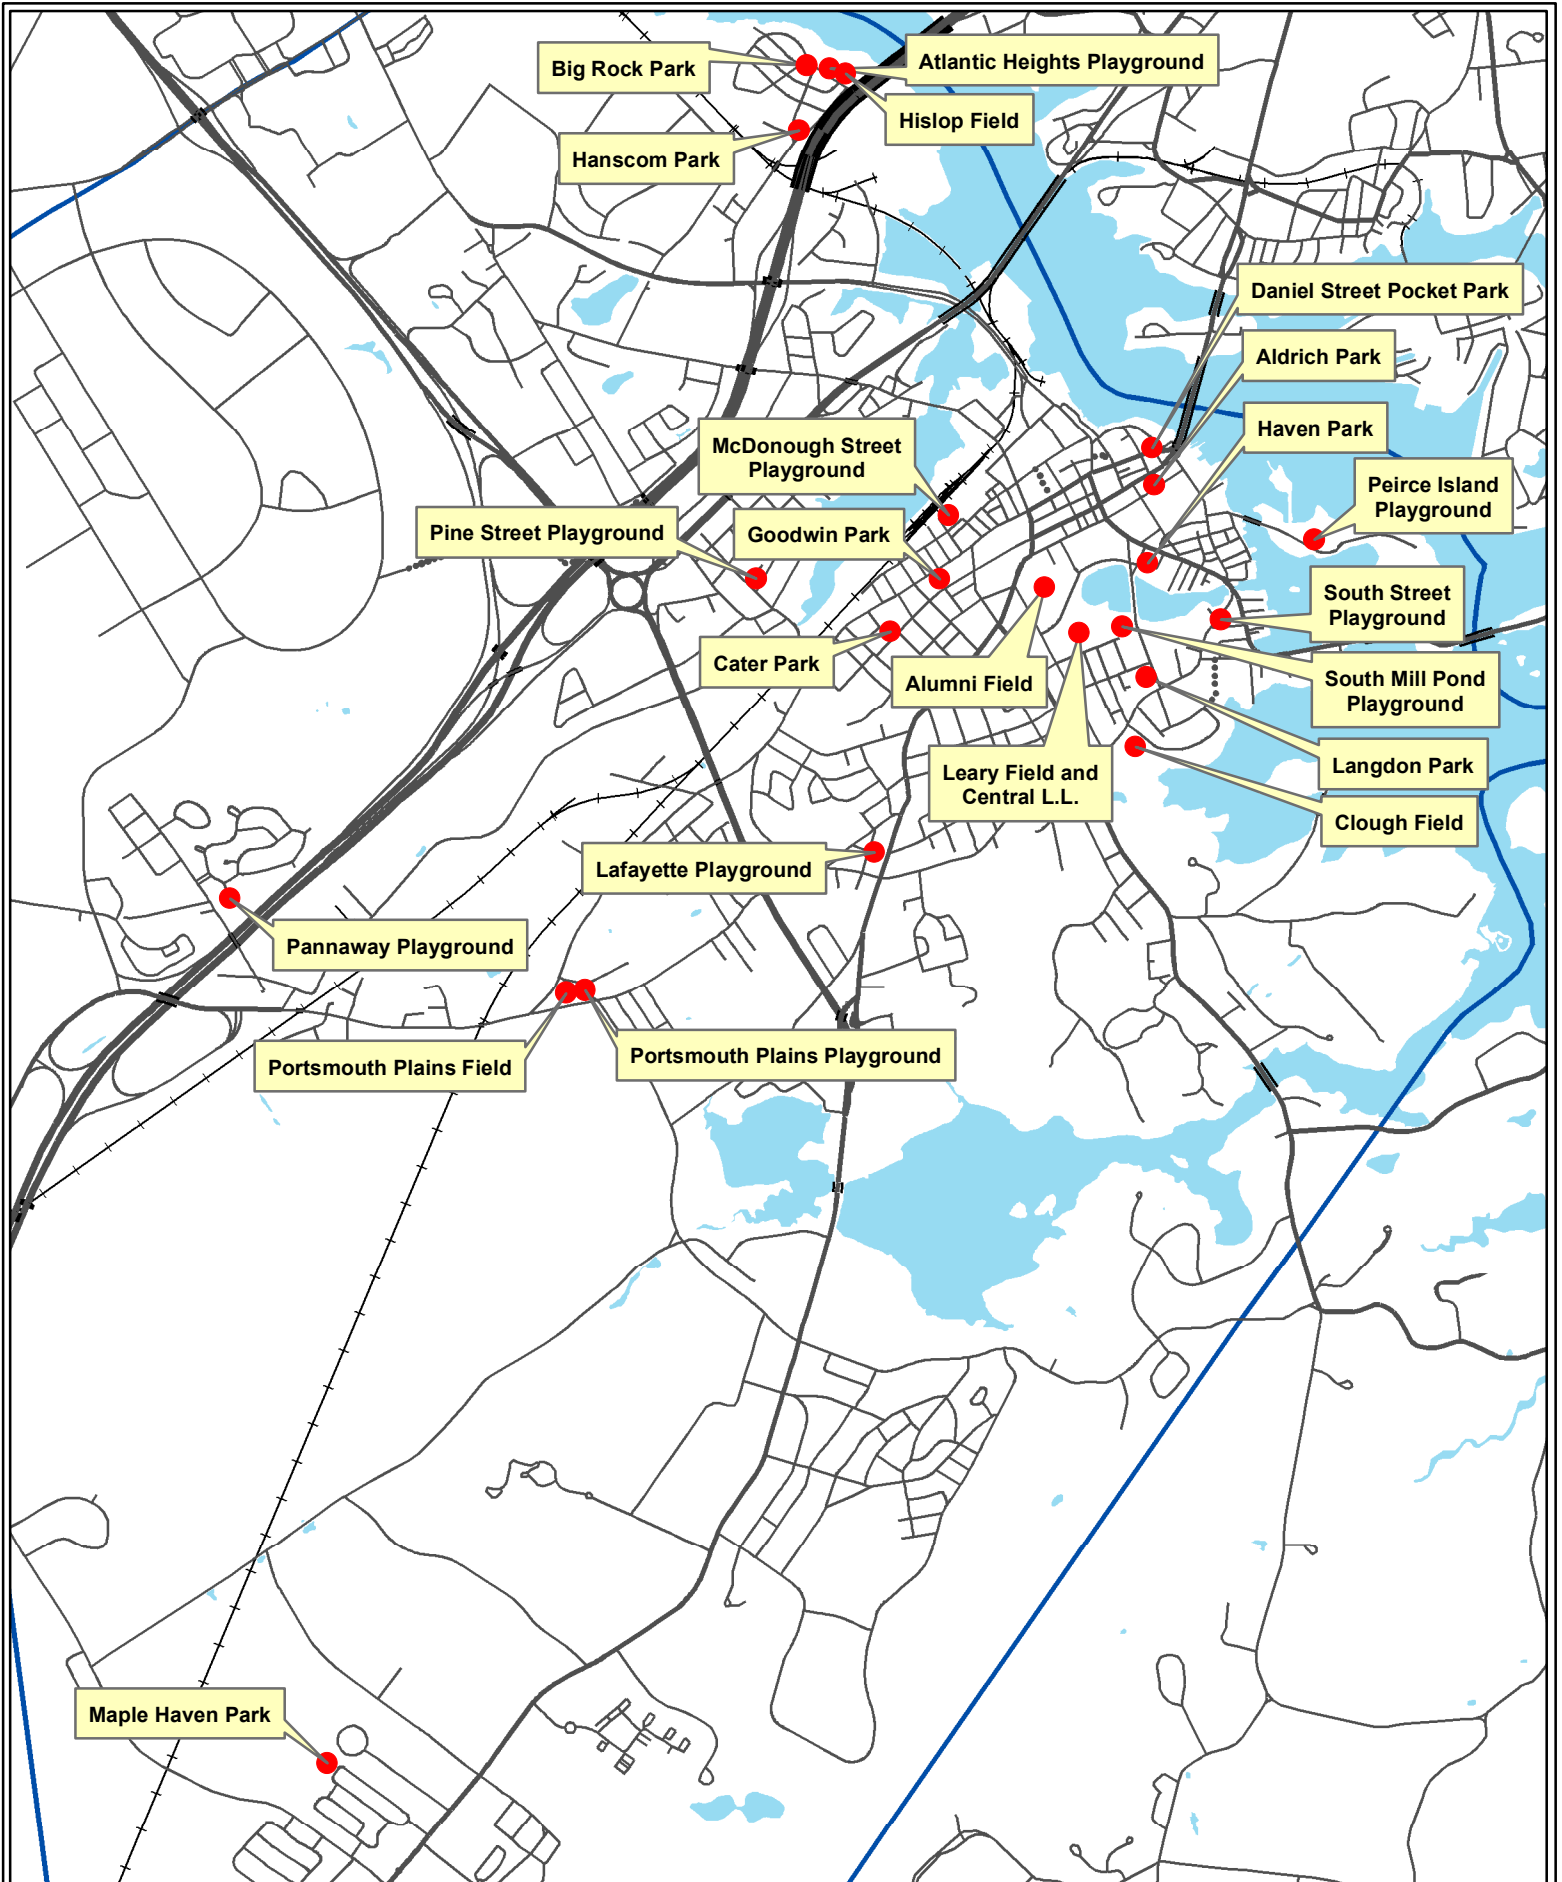 Big Rock Park
Atlantic Heights Playground
Hislop Field
Hanscom Park
Daniel Street Pocket Park
Aldrich Park
Haven Park
McDonough Street
Playground
Peirce Island
Playground
Pine Street Playground
Goodwin Park
South Street
Playground
Cater Park
Alumni Field
South Mill Pond
Playground
Leary Field and
Central L.L.
Langdon Park
Clough Field
Lafayette Playground
Pannaway Playground
Portsmouth Plains Field
Portsmouth Plains Playground
Maple Haven Park